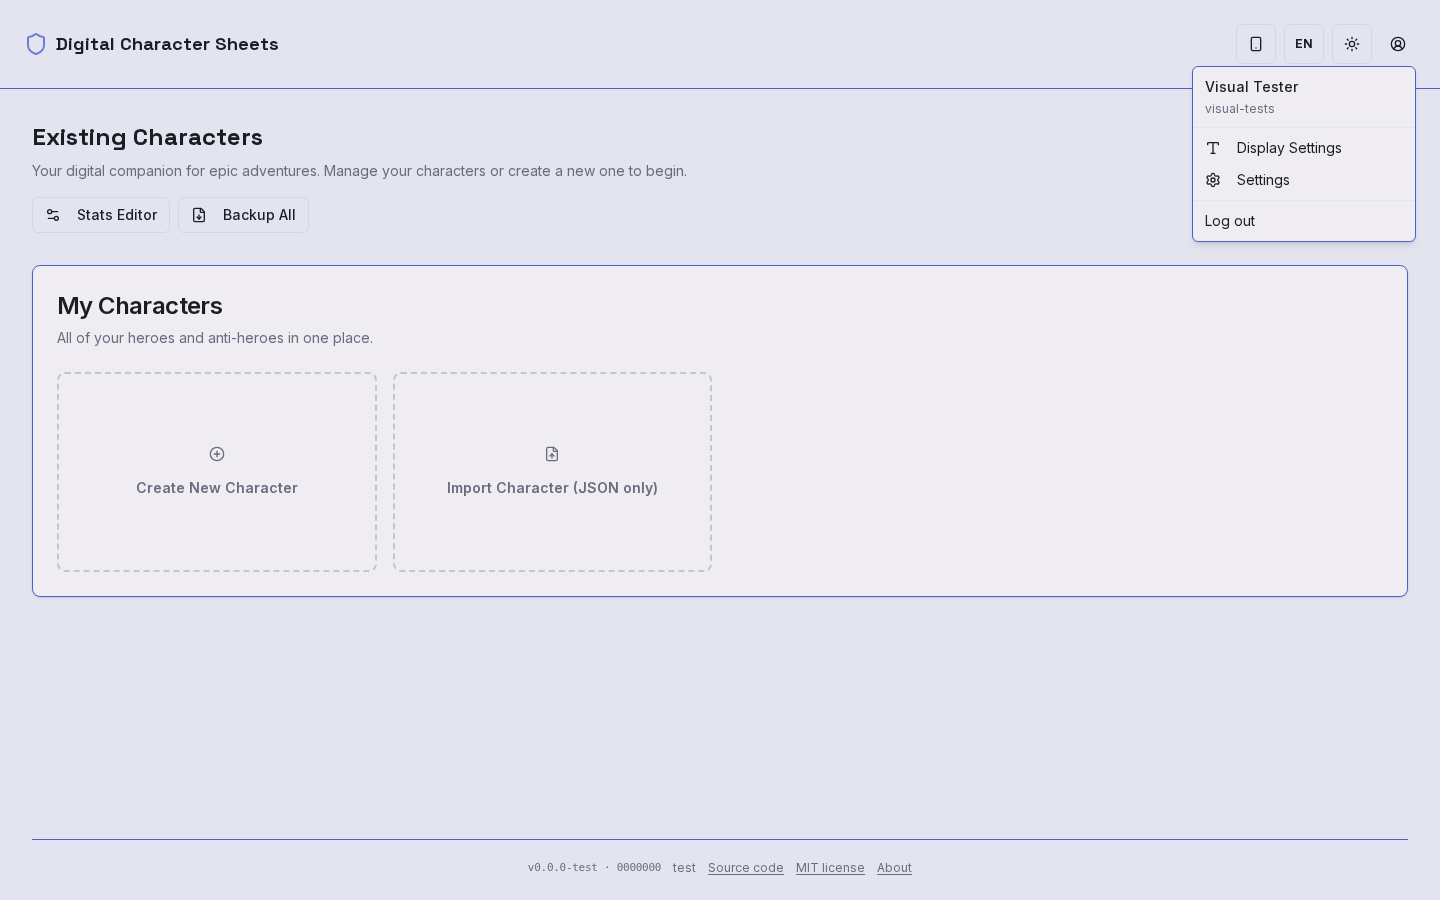 Digital Character Sheets
EN
Visual Tester
visual-tests
Display Settings
Settings
Log out
Existing Characters
Your digital companion for epic adventures. Manage your characters or create a new one to begin.
Stats Editor
Backup All
My Characters
All of your heroes and anti-heroes in one place.
Create New Character
Import Character (JSON only)
v0.0.0-test · 0000000 test Source code MIT license About